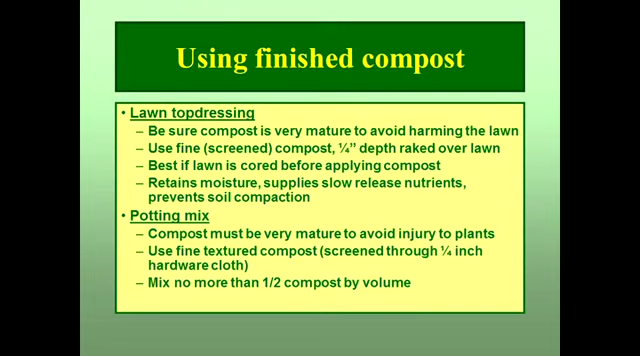 Using finished compost
• Lawn topdressing
– Be sure compost is very mature to avoid harming the lawn
– Use fine (screened) compost, ¼” depth raked over lawn
– Best if lawn is cored before applying compost
– Retains moisture, supplies slow release nutrients,
prevents soil compaction
• Potting mix
– Compost must be very mature to avoid injury to plants
– Use fine textured compost (screened through ¼ inch
hardware cloth)
– Mix no more than 1/2 compost by volume